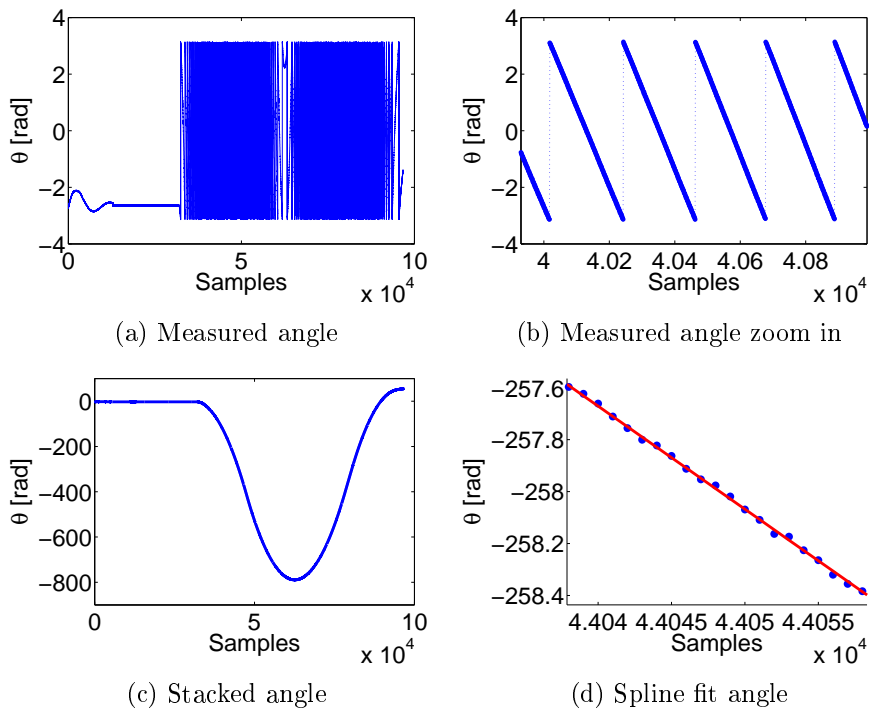 4
2
0
−2
−4
θ [rad]
0
5
10
Samples
x 10^4
(a) Measured angle
4
2
0
−2
−4
θ [rad]
4
4.02
4.04
4.06
4.08
Samples
x 10^4
(b) Measured angle zoom in
0
−200
−400
−600
−800
θ [rad]
0
5
10
Samples
x 10^4
(c) Stacked angle
−257.6
−257.8
−258
−258.2
−258.4
θ [rad]
4.404
4.4045
4.405
4.4055
Samples
x 10^4
(d) Spline fit angle